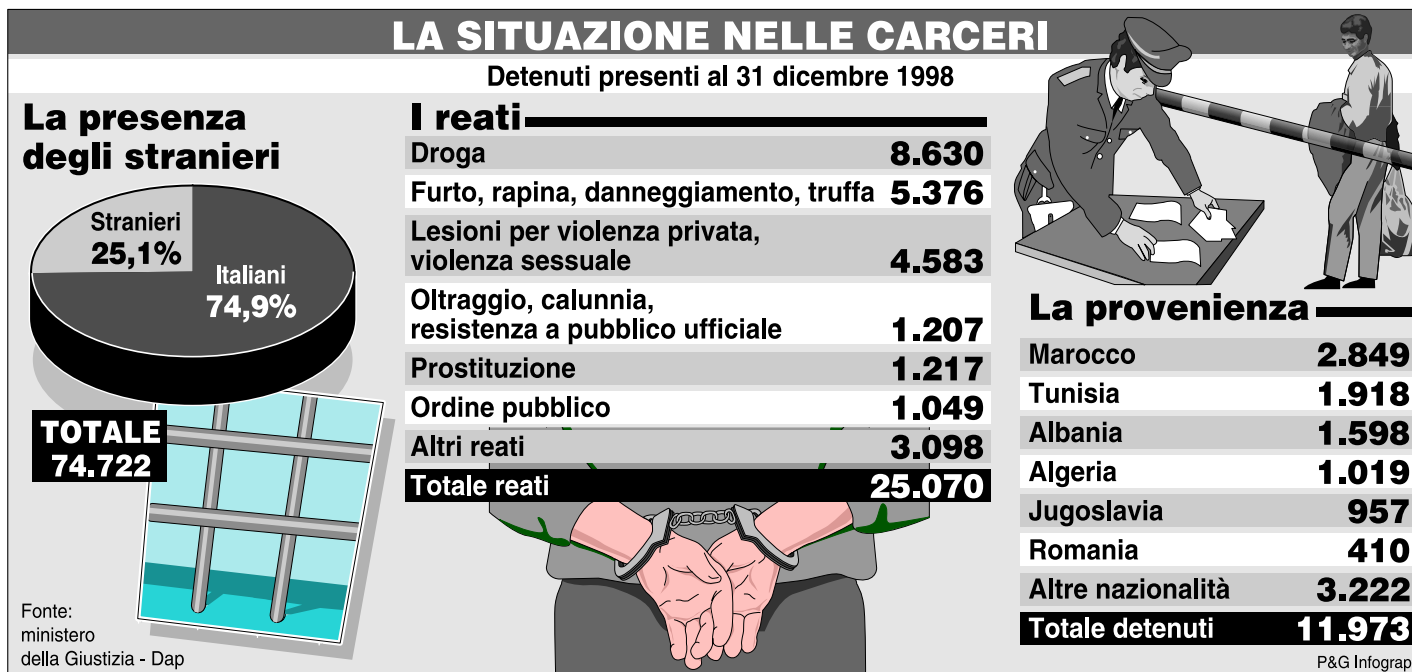 LA SITUAZIONE NELLE CARCERI
Detenuti presenti al 31 dicembre 1998
La presenza
degli stranieri
Stranieri
25,1%
Italiani
74,9%
TOTALE
74.722
Fonte:
ministero
della Giustizia - Dap
I reati
Droga 8.630
Furto, rapina, danneggiamento, truffa 5.376
Lesioni per violenza privata,
violenza sessuale 4.583
Oltraggio, calunnia,
resistenza a pubblico ufficiale 1.207
Prostituzione 1.217
Ordine pubblico 1.049
Altri reati 3.098
Totale reati 25.070
La provenienza
Marocco 2.849
Tunisia 1.918
Albania 1.598
Algeria 1.019
Jugoslavia 957
Romania 410
Altre nazionalità 3.222
Totale detenuti 11.973
P&G Infograp